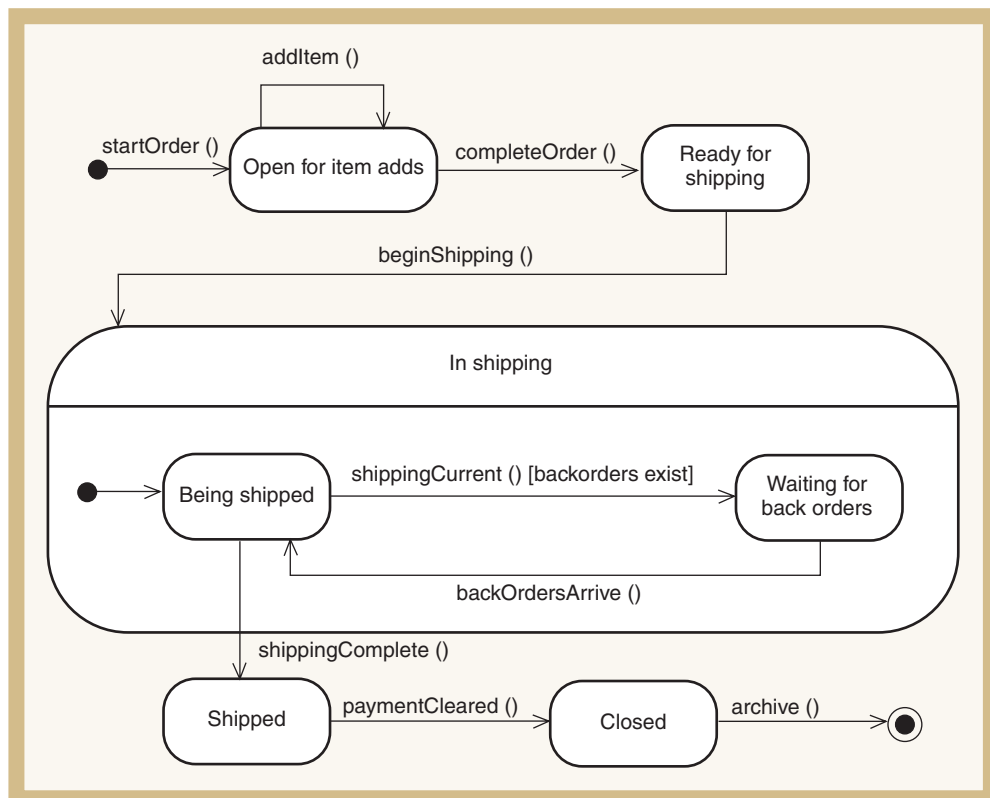 addItem ()
startOrder ()
Open for item adds
completeOrder ()
Ready for
shipping
beginShipping ()
In shipping
Being shipped
shippingCurrent () [backorders exist]
Waiting for
back orders
backOrdersArrive ()
shippingComplete ()
Shipped
paymentCleared ()
Closed
archive ()